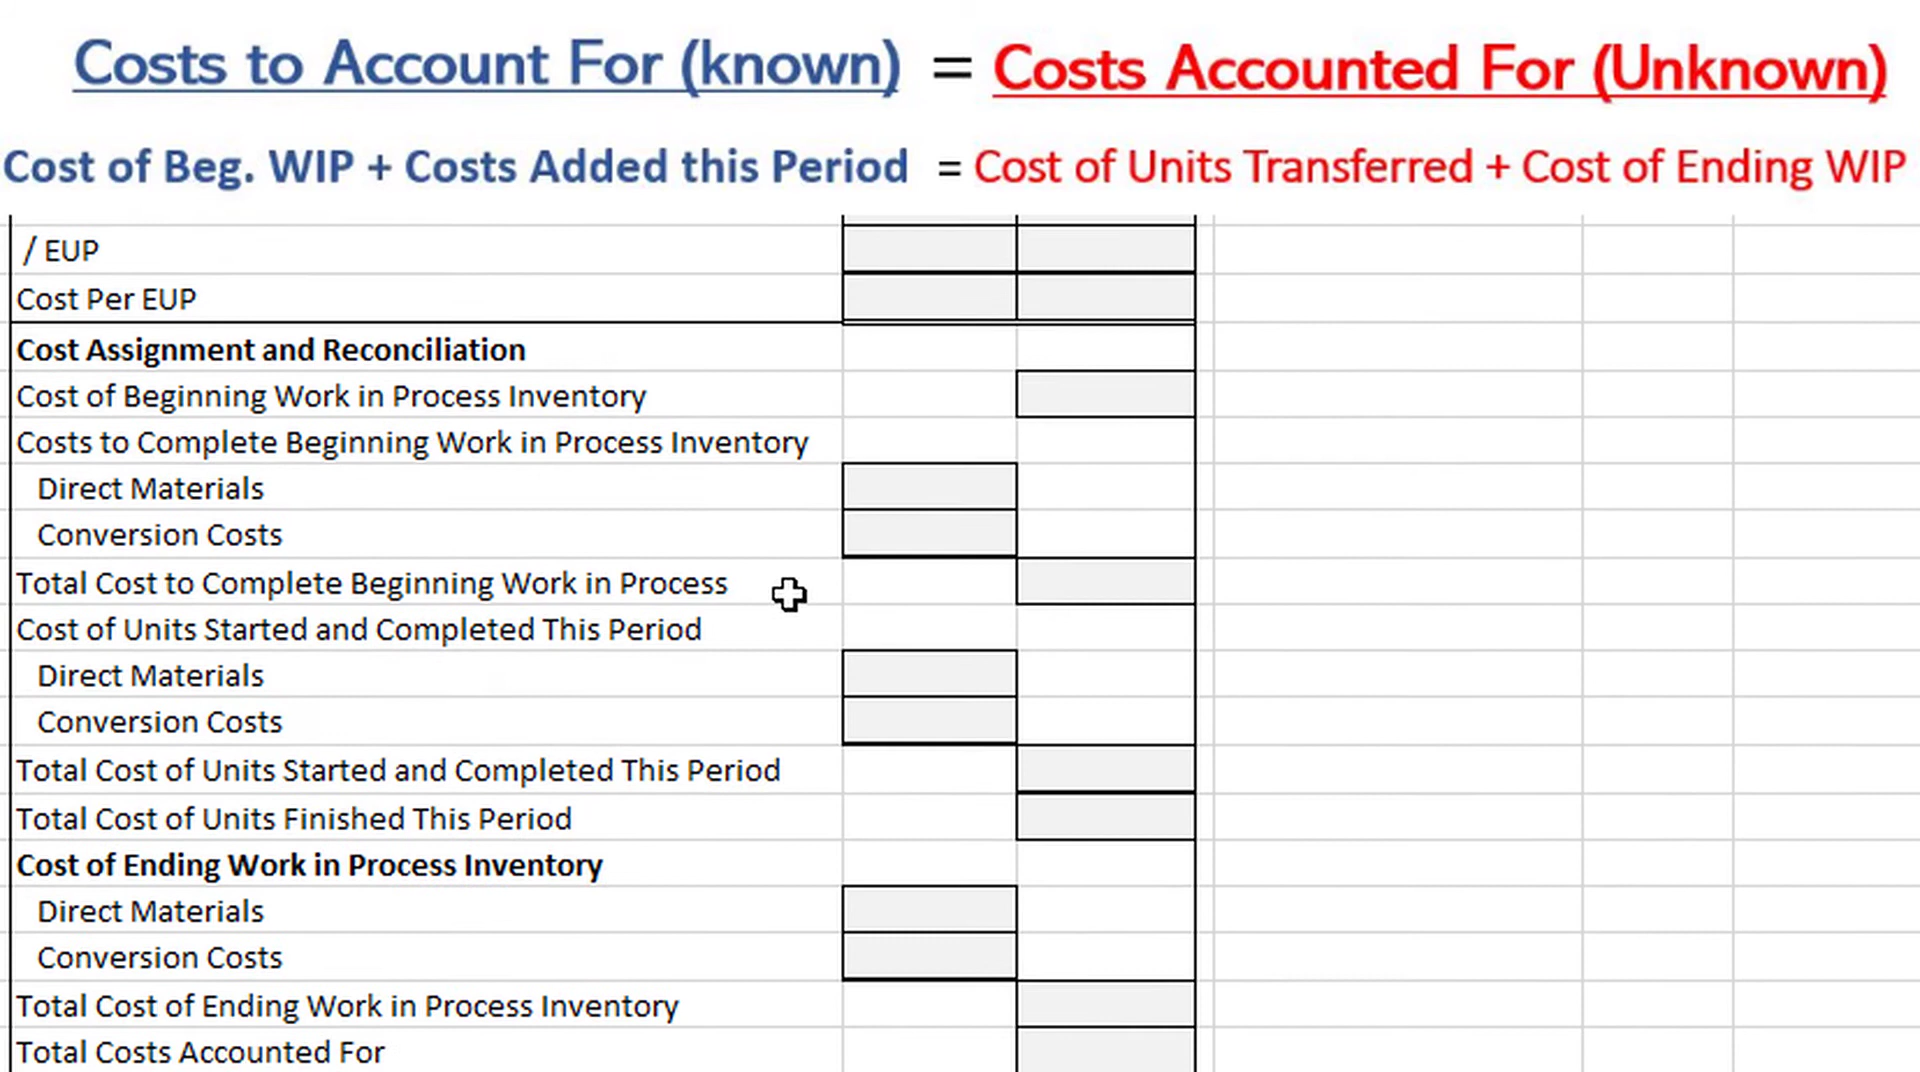 Costs to Account For (known) = Costs Accounted For (Unknown)
Cost of Beg. WIP + Costs Added this Period = Cost of Units Transferred + Cost of Ending WIP
/ EUP
Cost Per EUP
Cost Assignment and Reconciliation
Cost of Beginning Work in Process Inventory
Costs to Complete Beginning Work in Process Inventory
Direct Materials
Conversion Costs
Total Cost to Complete Beginning Work in Process
Cost of Units Started and Completed This Period
Direct Materials
Conversion Costs
Total Cost of Units Started and Completed This Period
Total Cost of Units Finished This Period
Cost of Ending Work in Process Inventory
Direct Materials
Conversion Costs
Total Cost of Ending Work in Process Inventory
Total Costs Accounted For